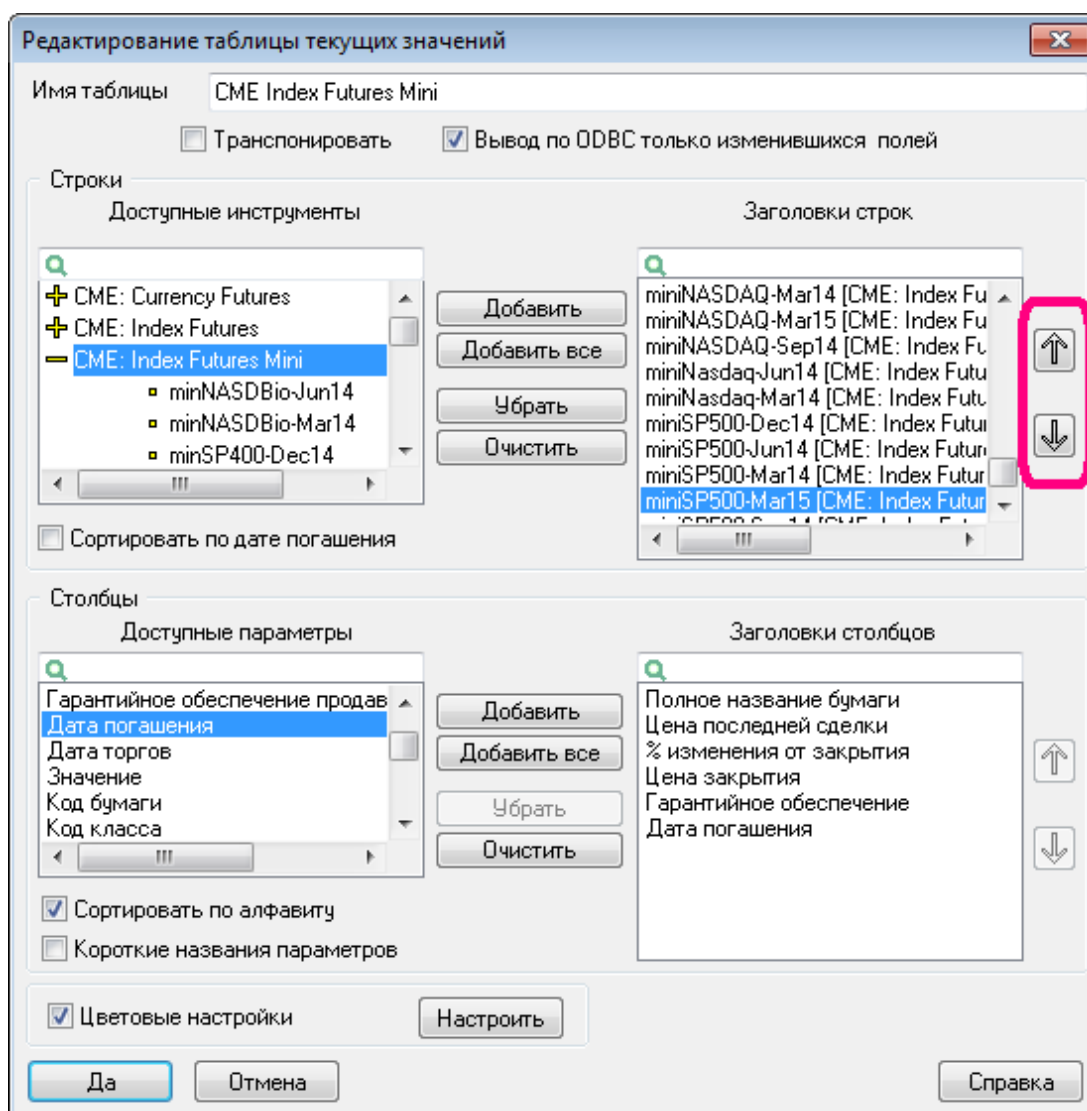 Редактирование таблицы текущих значений
Имя таблицы
CME Index Futures Mini
Транспонировать
Вывод по ODBC только изменившихся полей
Строки
Доступные инструменты
CME: Currency Futures
CME: Index Futures
CME: Index Futures Mini
minNASDBio-Jun14
minNASDBio-Mar14
minSP400-Dec14
Сортировать по дате погашения
Добавить
Добавить все
Убрать
Очистить
Заголовки строк
miniNASDAQ-Mar14 [CME: Index Fu
miniNASDAQ-Mar15 [CME: Index Fu
miniNASDAQ-Sep14 [CME: Index Fu
miniNasdaq-Jun14 [CME: Index Futu
miniNasdaq-Mar14 [CME: Index Futu
miniSP500-Dec14 [CME: Index Futur
miniSP500-Jun14 [CME: Index Futur
miniSP500-Mar14 [CME: Index Futur
miniSP500-Mar15 [CME: Index Futur
Столбцы
Доступные параметры
Гарантийное обеспечение продав
Дата погашения
Дата торгов
Значение
Код бумаги
Код класса
Сортировать по алфавиту
Короткие названия параметров
Добавить
Добавить все
Убрать
Очистить
Заголовки столбцов
Полное название бумаги
Цена последней сделки
% изменения от закрытия
Цена закрытия
Гарантийное обеспечение
Дата погашения
Цветовые настройки
Настроить
Да
Отмена
Справка